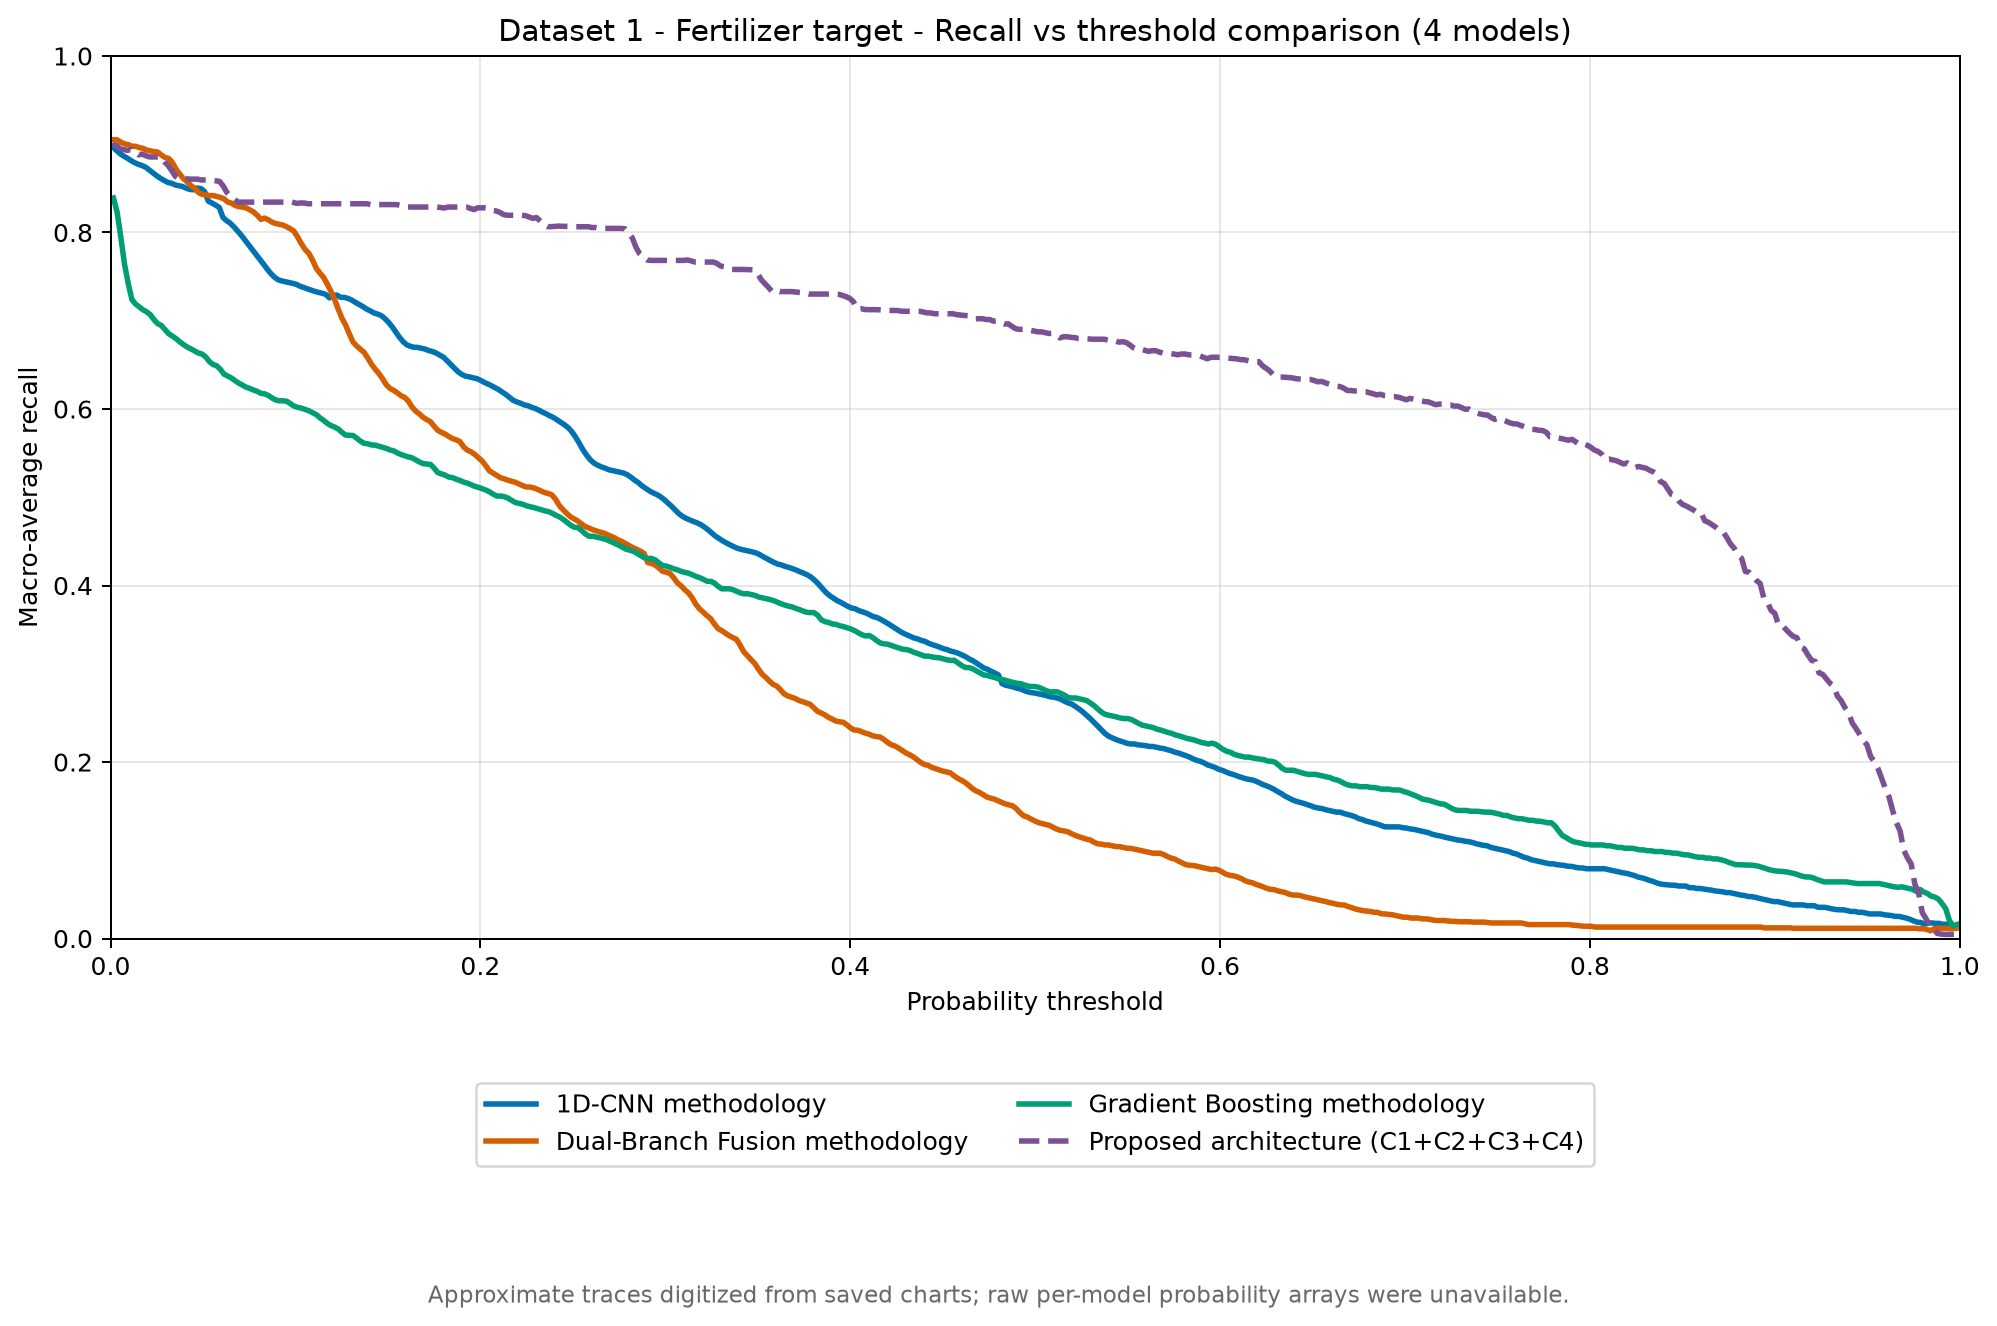 Dataset 1 - Fertilizer target - Recall vs threshold comparison (4 models)
1.0
0.8
0.6
0.4
0.2
0.0
Macro-average recall
0.0 0.2 0.4 0.6 0.8 1.0
Probability threshold
1D-CNN methodology
Dual-Branch Fusion methodology
Gradient Boosting methodology
Proposed architecture (C1+C2+C3+C4)
Approximate traces digitized from saved charts; raw per-model probability arrays were unavailable.